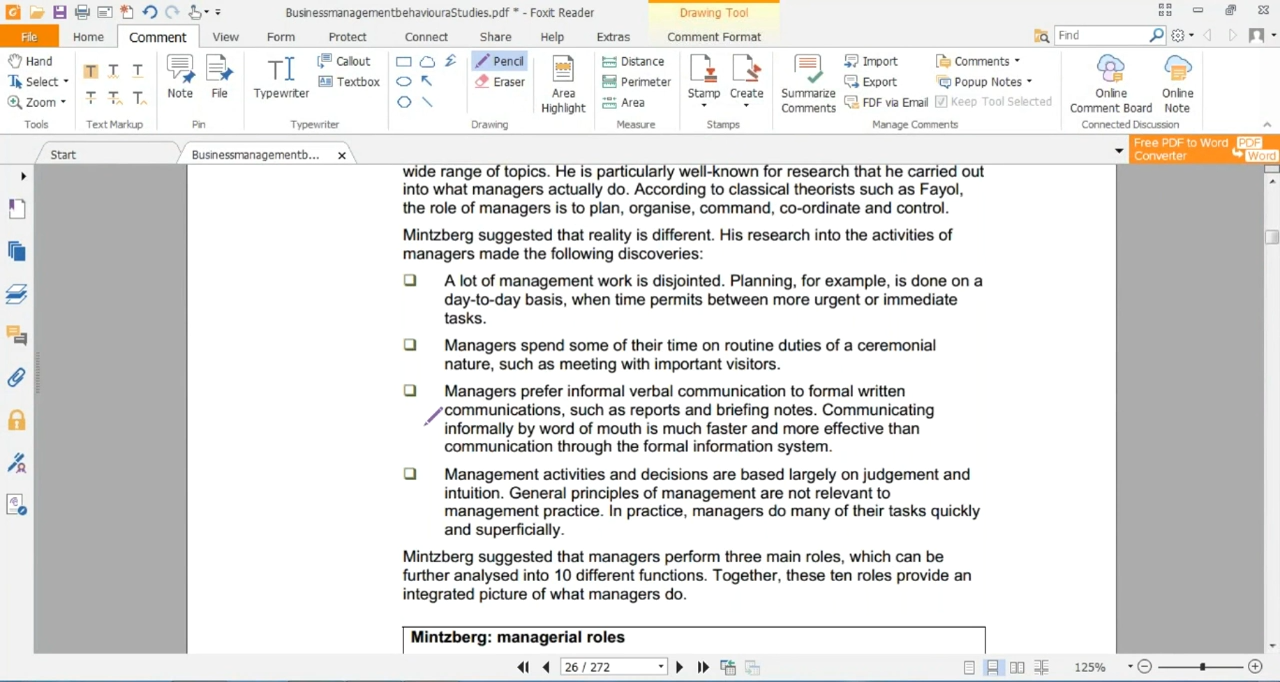 BusinessmanagementbehaviouraStudies.pdf * - Foxit Reader
Drawing Tool
File Home Comment View Form Protect Connect Share Help Extras Comment Format Find
Hand
Select
Zoom
Tools
T T T
T T T
Text Markup
Note File
Pin
Typewriter
Callout
Textbox
Typewriter
Pencil
Eraser
Area
Highlight
Drawing
Distance
Perimeter
Area
Measure
Stamp Create
Stamps
Summarize
Comments
Import
Export
FDF via Email
Comments
Popup Notes
Keep Tool Selected
Manage Comments
Online
Comment Board
Online
Note
Connected Discussion
Start
Businessmanagementb...
Free PDF to Word
Converter
PDF
Word
wide range of topics. He is particularly well-known for research that he carried out
into what managers actually do. According to classical theorists such as Fayol,
the role of managers is to plan, organise, command, co-ordinate and control.
Mintzberg suggested that reality is different. His research into the activities of
managers made the following discoveries:
A lot of management work is disjointed. Planning, for example, is done on a
day-to-day basis, when time permits between more urgent or immediate
tasks.
Managers spend some of their time on routine duties of a ceremonial
nature, such as meeting with important visitors.
Managers prefer informal verbal communication to formal written
communications, such as reports and briefing notes. Communicating
informally by word of mouth is much faster and more effective than
communication through the formal information system.
Management activities and decisions are based largely on judgement and
intuition. General principles of management are not relevant to
management practice. In practice, managers do many of their tasks quickly
and superficially.
Mintzberg suggested that managers perform three main roles, which can be
further analysed into 10 different functions. Together, these ten roles provide an
integrated picture of what managers do.
Mintzberg: managerial roles
26 / 272
125%